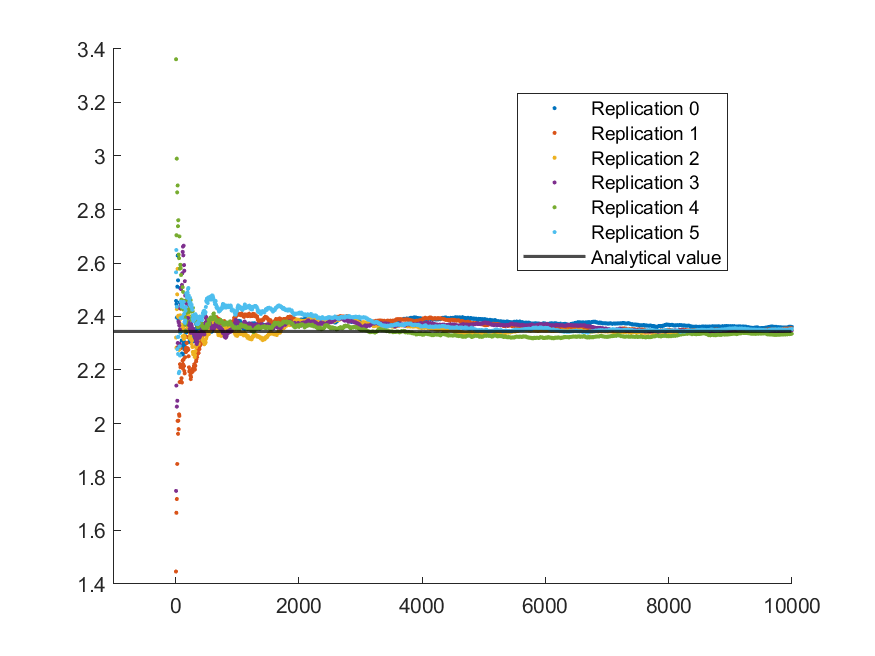 3.4
3.2
3
2.8
2.6
2.4
2.2
2
1.8
1.6
1.4
0
2000
4000
6000
8000
10000
Replication 0
Replication 1
Replication 2
Replication 3
Replication 4
Replication 5
Analytical value